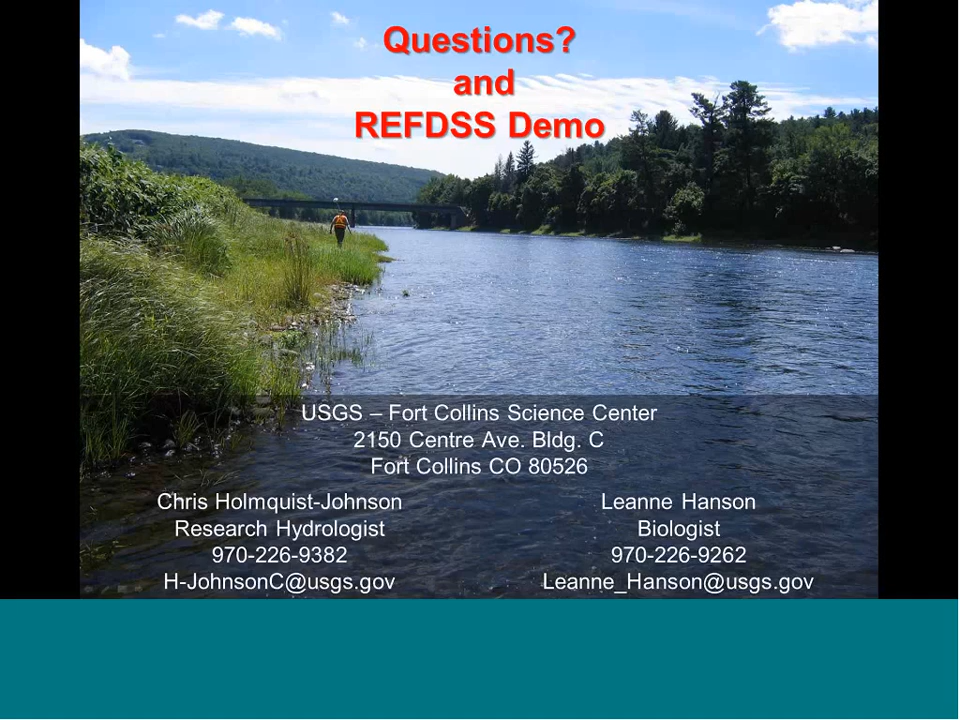 Questions?
and
REFDSS Demo
USGS – Fort Collins Science Center
2150 Centre Ave. Bldg. C
Fort Collins CO 80526
Chris Holmquist-Johnson
Research Hydrologist
970-226-9382
H-JohnsonC@usgs.gov
Leanne Hanson
Biologist
970-226-9262
Leanne_Hanson@usgs.gov